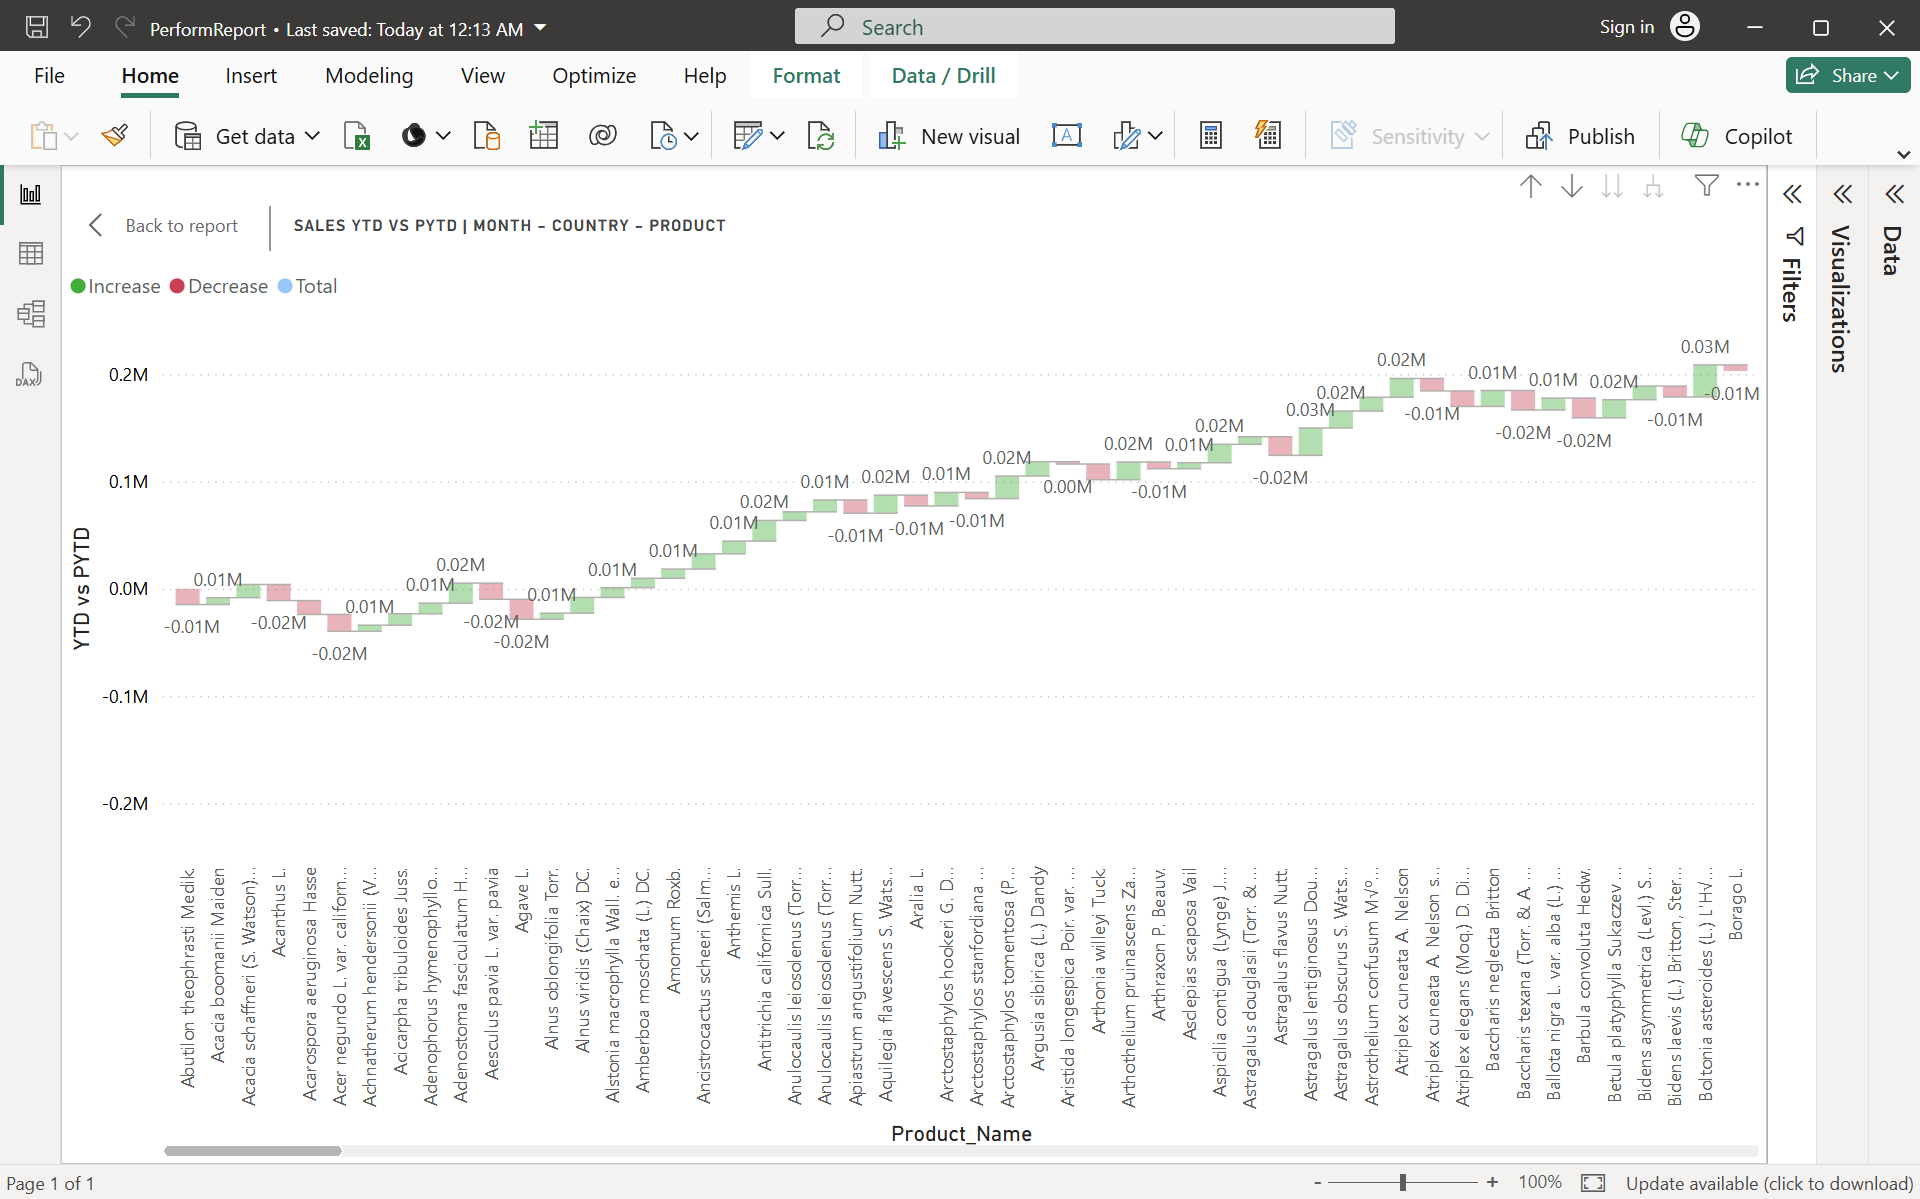 PerformReport • Last saved: Today at 12:13 AM
Search
Sign in
File Home Insert Modeling View Optimize Help Format Data / Drill
Share
Get data
New visual
Sensitivity
Publish
Copilot
Back to report
SALES YTD VS PYTD | MONTH - COUNTRY - PRODUCT
Increase Decrease Total
Filters
Visualizations
Data
DAX
YTD vs PYTD
0.2M
0.1M
0.0M
-0.1M
-0.2M
-0.01M
0.01M
-0.02M
-0.02M
0.01M
0.01M
0.02M
-0.02M
-0.02M
0.01M
0.01M
0.01M
0.01M
0.02M
0.01M
-0.01M
0.02M
-0.01M
0.01M
-0.01M
0.02M
0.00M
0.02M
-0.01M
0.01M
0.02M
-0.02M
0.03M
0.02M
0.02M
-0.01M
0.01M
-0.02M
0.01M
-0.02M
0.02M
-0.01M
0.03M
-0.01M
Abutilon theophrasti Medik.
Acacia boomanii Maiden
Acacia schaffneri (S. Watson)...
Acanthus L.
Acarospora aeruginosa Hasse
Acer negundo L. var. californ...
Achnatherum hendersonii (V...
Acicarpha tribuloides Juss.
Adenophorus hymenophyllo...
Adenostoma fasciculatum H...
Aesculus pavia L. var. pavia
Agave L.
Alnus oblongifolia Torr.
Alnus viridis (Chaix) DC.
Alstonia macrophylla Wall. e...
Amberboa moschata (L.) DC.
Amomum Roxb.
Ancistrocactus scheeri (Salm...
Anthemis L.
Antitrichia californica Sull.
Anulocaulis leiosolenus (Torr...
Anulocaulis leiosolenus (Torr...
Apiastrum angustifolium Nutt.
Aquilegia flavescens S. Wats...
Aralia L.
Arctostaphylos hookeri G. D...
Arctostaphylos stanfordiana ...
Arctostaphylos tomentosa (P...
Argusia sibirica (L.) Dandy
Aristida longespica Poir. var. ...
Arthonia willeyi Tuck.
Arthothelium pruinascens Za...
Arthraxon P. Beauv.
Asclepias scaposa Vail
Aspicilia contigua (Lynge) J....
Astragalus douglasii (Torr. & ...
Astragalus flavus Nutt.
Astragalus lentiginosus Dou...
Astragalus obscurus S. Wats...
Astrothelium confusum M√º...
Atriplex cuneata A. Nelson
Atriplex cuneata A. Nelson s...
Atriplex elegans (Moq.) D. Di...
Baccharis neglecta Britton
Baccharis texana (Torr. & A. ...
Ballota nigra L. var. alba (L.) ...
Barbula convoluta Hedw.
Betula platyphylla Sukaczev ...
Bidens asymmetrica (Levl.) S...
Bidens laevis (L.) Britton, Ster...
Boltonia asteroides (L.) L'H√...
Borago L.
Product_Name
Page 1 of 1
- + 100%
Update available (click to download)